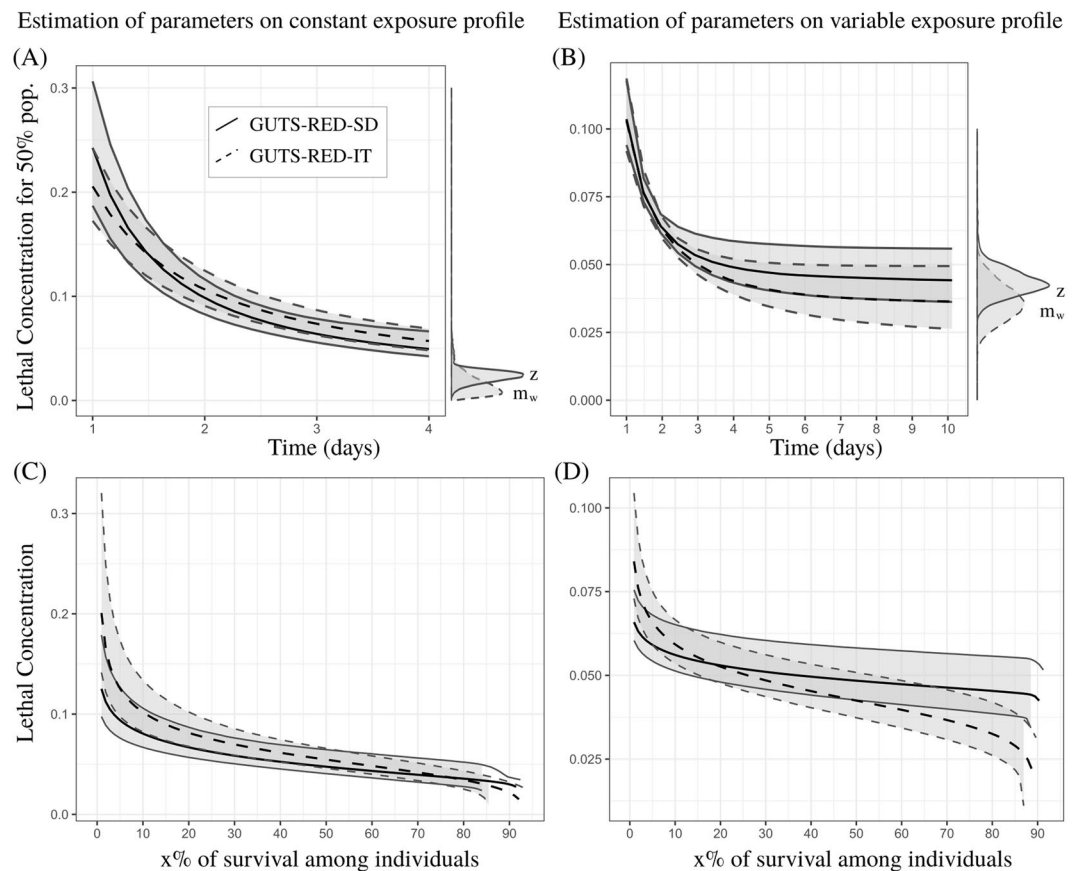 Estimation of parameters on constant exposure profile
Estimation of parameters on variable exposure profile
(A)
Lethal Concentration for 50% pop.
0.3
0.2
0.1
0.0
GUTS-RED-SD
GUTS-RED-IT
z
m_w
1 2 3 4
Time (days)
(B)
0.100
0.075
0.050
0.025
0.000
z
m_w
1 2 3 4 5 6 7 8 9 10
Time (days)
(C)
Lethal Concentration
0.3
0.2
0.1
0.0
0 10 20 30 40 50 60 70 80 90
x% of survival among individuals
(D)
0.100
0.075
0.050
0.025
0 10 20 30 40 50 60 70 80 90
x% of survival among individuals